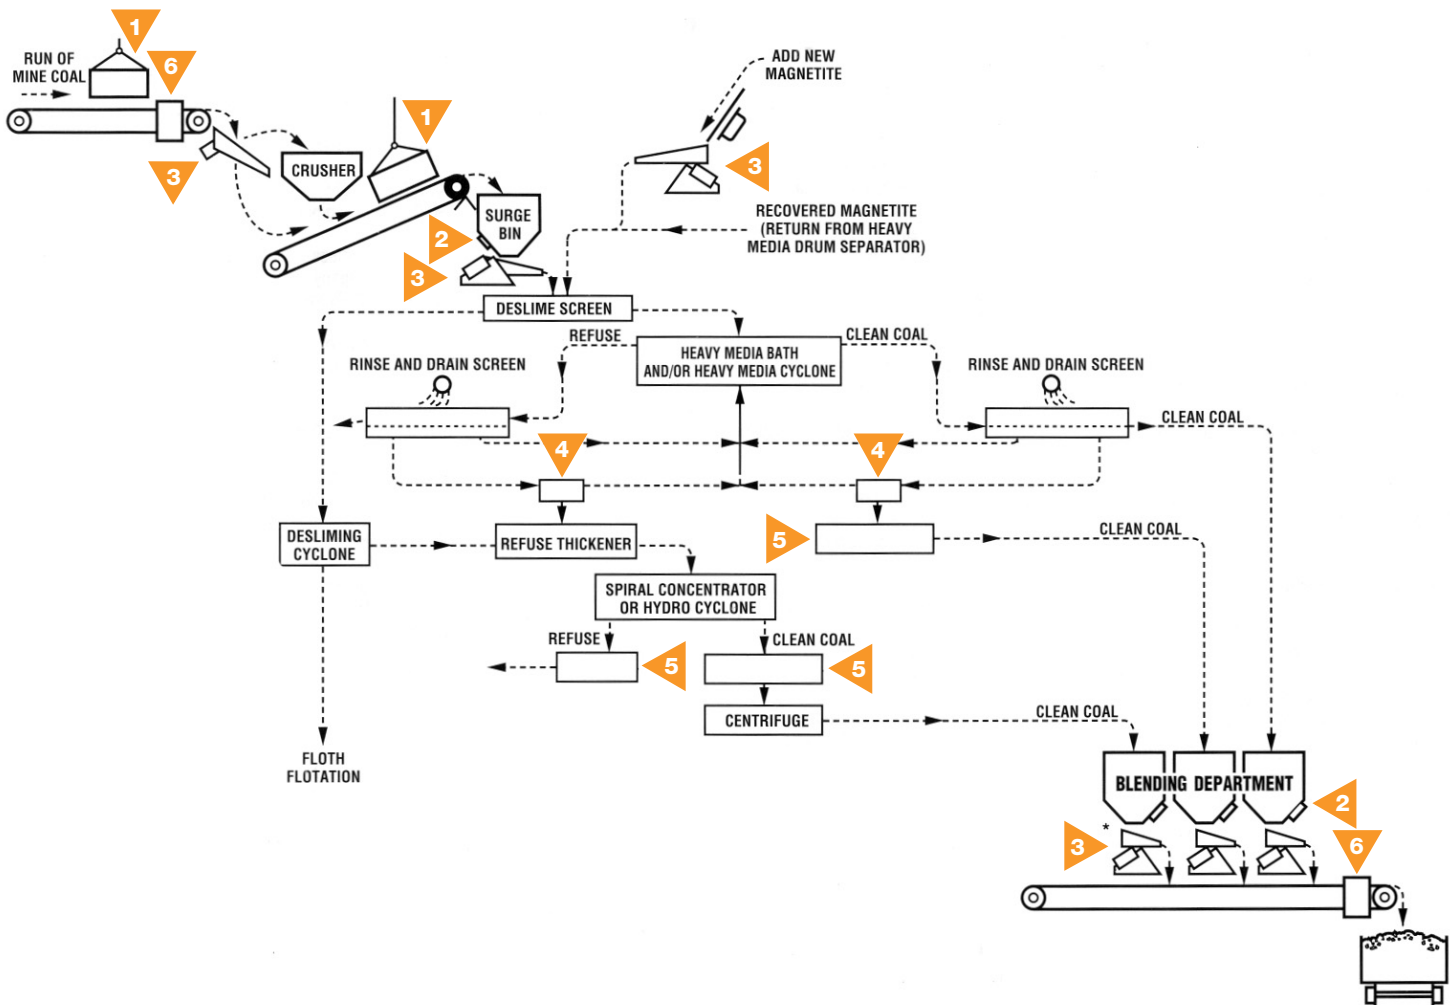 1
6
RUN OF
MINE COAL
ADD NEW
MAGNETITE
1
3
CRUSHER
3
RECOVERED MAGNETITE
(RETURN FROM HEAVY
MEDIA DRUM SEPARATOR)
SURGE
BIN
2
3
DESLIME SCREEN
REFUSE
CLEAN COAL
HEAVY MEDIA BATH
AND/OR HEAVY MEDIA CYCLONE
RINSE AND DRAIN SCREEN
RINSE AND DRAIN SCREEN
CLEAN COAL
4
4
DESLIMING
CYCLONE
REFUSE THICKENER
5
CLEAN COAL
SPIRAL CONCENTRATOR
OR HYDRO CYCLONE
REFUSE
CLEAN COAL
5
5
CENTRIFUGE
CLEAN COAL
FLOTH
FLOTATION
BLENDING DEPARTMENT
2
*
3
6